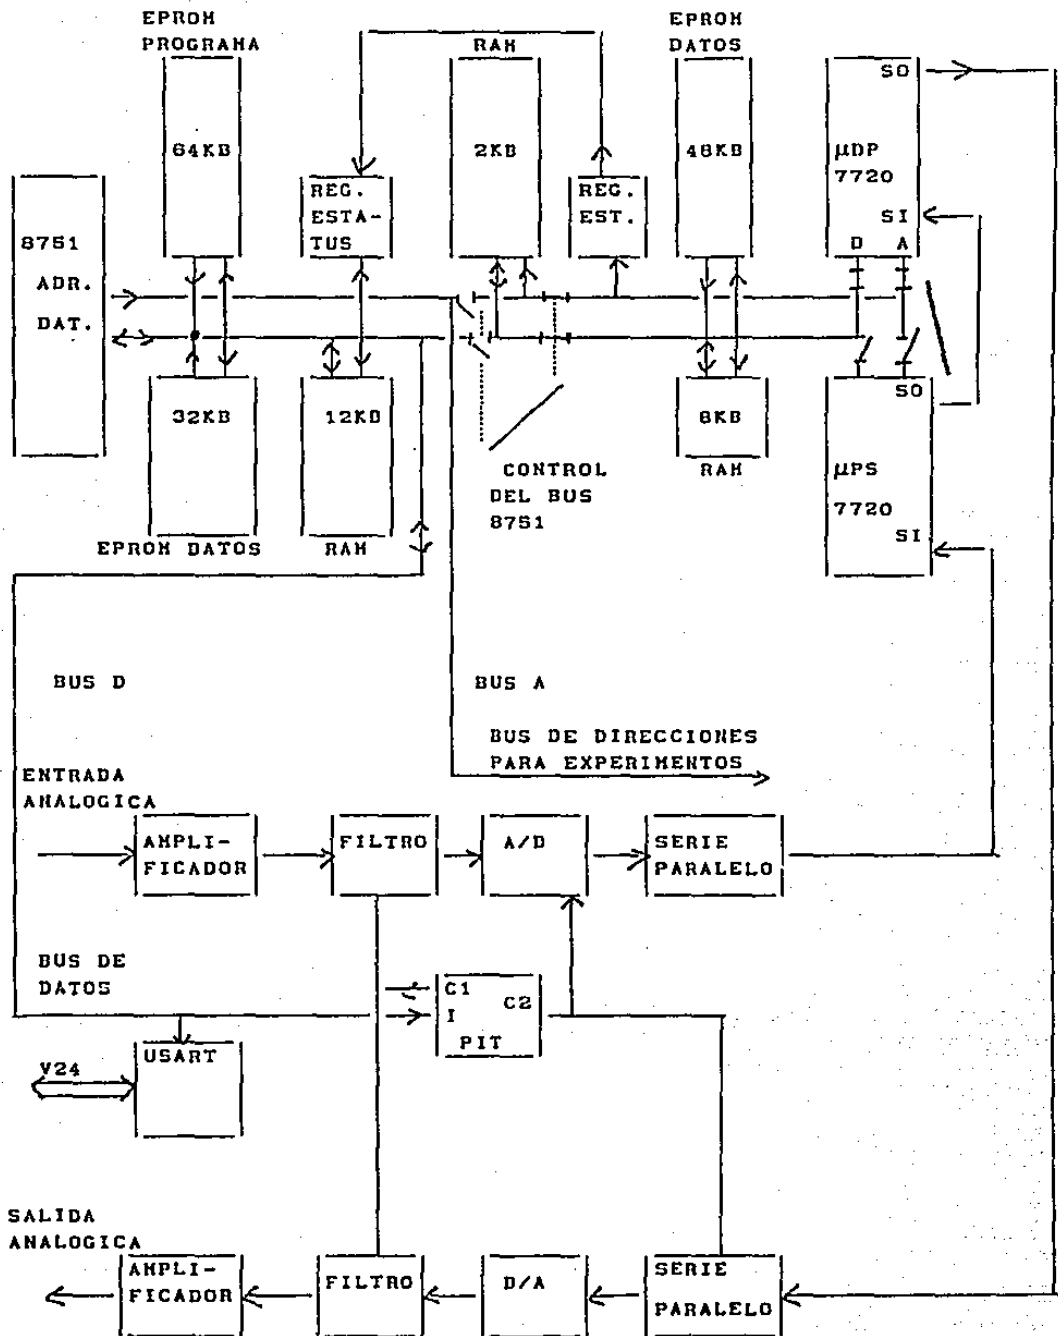 EPROM
PROGRAMA
RAM
EPROM
DATOS
64KB
2KB
48KB
SO
µDP
7720
SI
D A
8751
ADR.
DAT.
REG.
ESTA-
TUS
REG.
EST.
32KB
12KB
8KB
SO
µPS
7720
SI
EPROM DATOS
RAM
CONTROL
DEL BUS
8751
RAM
BUS D
BUS A
BUS DE DIRECCIONES
PARA EXPERIMENTOS
ENTRADA
ANALOGICA
AMPLI-
FICADOR
FILTRO
A/D
SERIE
PARALELO
BUS DE
DATOS
C1
I
C2
PIT
USART
V24
SALIDA
ANALOGICA
AMPLI-
FICADOR
FILTRO
D/A
SERIE
PARALELO